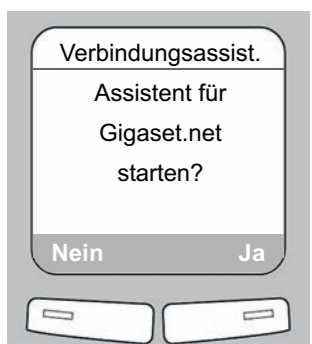 Verbindungsassist.
Assistent für
Gigaset.net
starten?
Nein Ja